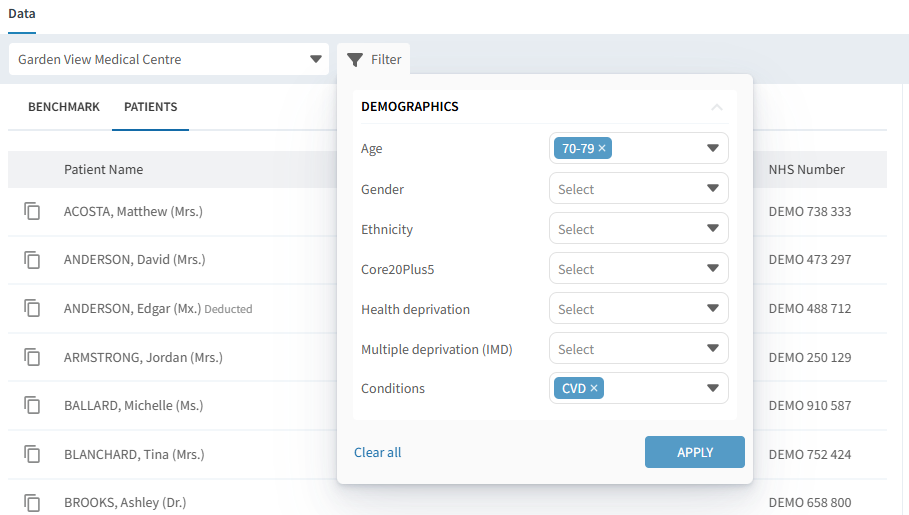 Data
Garden View Medical Centre
Filter
BENCHMARK PATIENTS
DEMOGRAPHICS
Age 70-79 ×
Gender Select
Ethnicity Select
Core20Plus5 Select
Health deprivation Select
Multiple deprivation (IMD) Select
Conditions CVD ×
Clear all APPLY
Patient Name NHS Number
ACOSTA, Matthew (Mrs.) DEMO 738 333
ANDERSON, David (Mrs.) DEMO 473 297
ANDERSON, Edgar (Mx.) Deducted DEMO 488 712
ARMSTRONG, Jordan (Mrs.) DEMO 250 129
BALLARD, Michelle (Ms.) DEMO 910 587
BLANCHARD, Tina (Mrs.) DEMO 752 424
BROOKS, Ashley (Dr.) DEMO 658 800